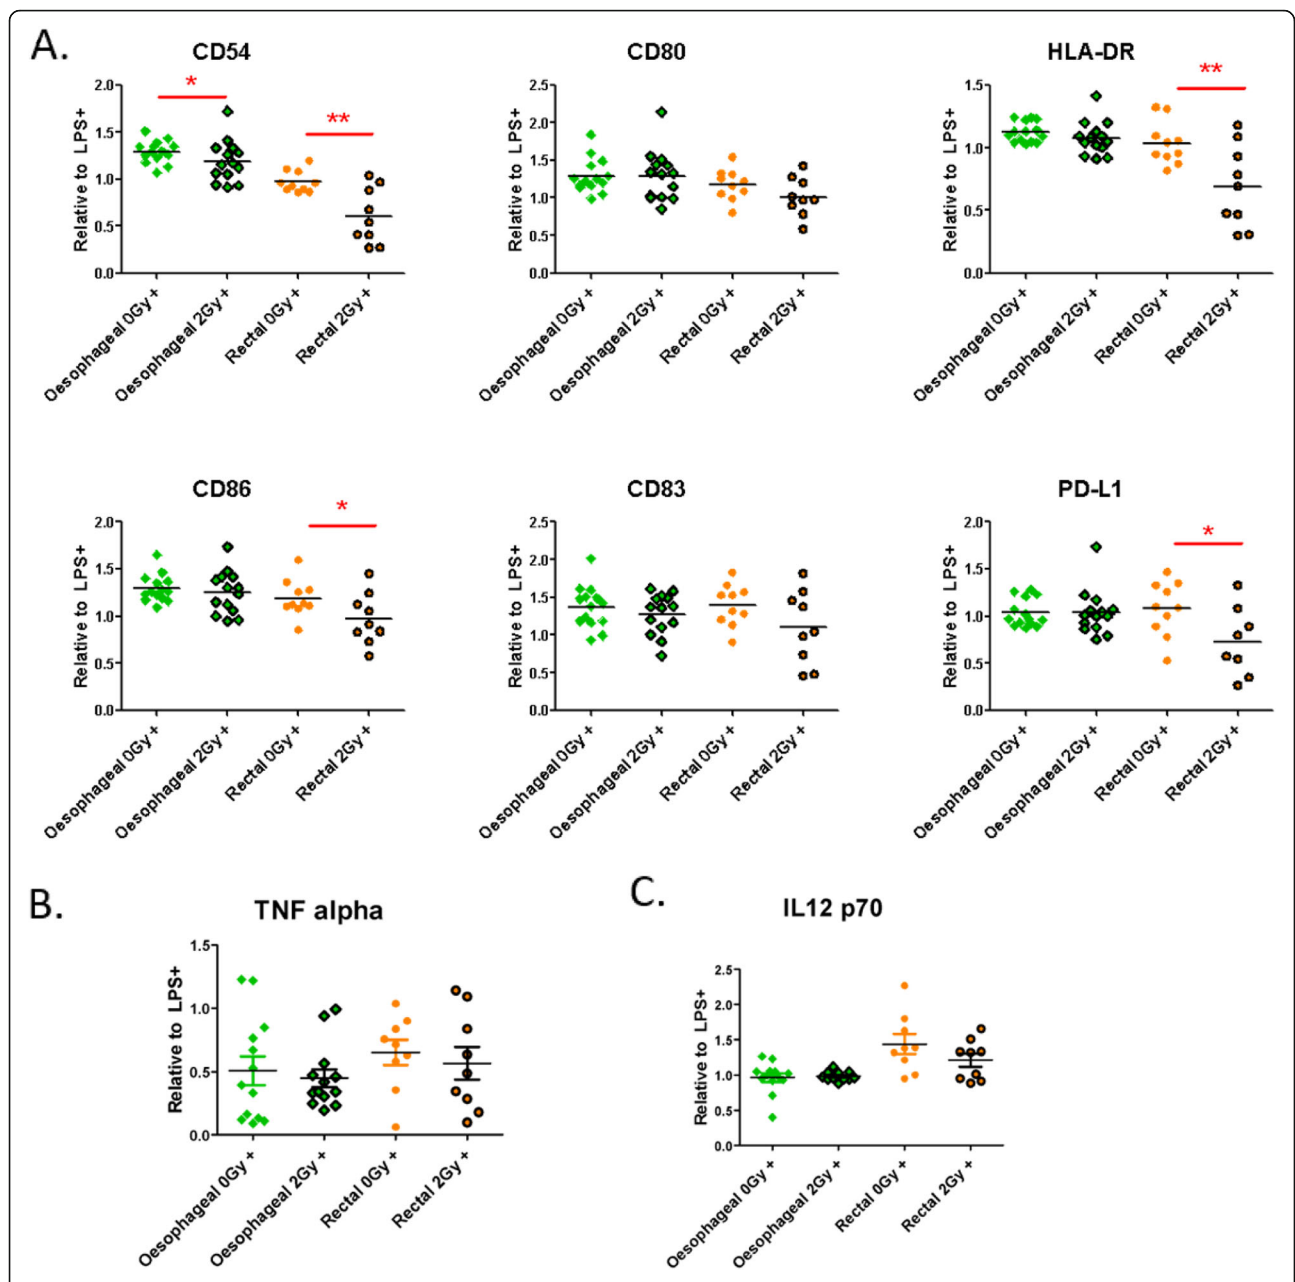 A.
CD54
Relative to LPS+
2.0
1.5
1.0
0.5
0.0
*
**
Oesophageal 0Gy +
Oesophageal 2Gy +
Rectal 0Gy +
Rectal 2Gy +
CD80
Relative to LPS+
2.5
2.0
1.5
1.0
0.5
0.0
Oesophageal 0Gy +
Oesophageal 2Gy +
Rectal 0Gy +
Rectal 2Gy +
HLA-DR
Relative to LPS+
1.5
1.0
0.5
0.0
**
Oesophageal 0Gy +
Oesophageal 2Gy +
Rectal 0Gy +
Rectal 2Gy +
CD86
Relative to LPS+
2.0
1.5
1.0
0.5
0.0
*
Oesophageal 0Gy +
Oesophageal 2Gy +
Rectal 0Gy +
Rectal 2Gy +
CD83
Relative to LPS+
2.5
2.0
1.5
1.0
0.5
0.0
Oesophageal 0Gy +
Oesophageal 2Gy +
Rectal 0Gy +
Rectal 2Gy +
PD-L1
Relative to LPS+
2.0
1.5
1.0
0.5
0.0
*
Oesophageal 0Gy +
Oesophageal 2Gy +
Rectal 0Gy +
Rectal 2Gy +
B.
TNF alpha
Relative to LPS+
1.5
1.0
0.5
0.0
Oesophageal 0Gy +
Oesophageal 2Gy +
Rectal 0Gy +
Rectal 2Gy +
C.
IL12 p70
Relative to LPS+
2.5
2.0
1.5
1.0
0.5
0.0
Oesophageal 0Gy +
Oesophageal 2Gy +
Rectal 0Gy +
Rectal 2Gy +